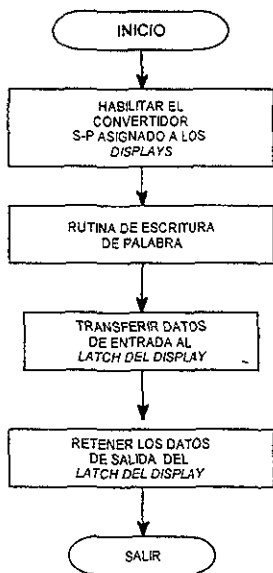 INICIO
HABILITAR EL
CONVERTIDOR
S-P ASIGNADO A LOS
DISPLAYS
RUTINA DE ESCRITURA
DE PALABRA
TRANSFERIR DATOS
DE ENTRADA AL
LATCH DEL DISPLAY
RETENER LOS DATOS
DE SALIDA DEL
LATCH DEL DISPLAY
SALIR